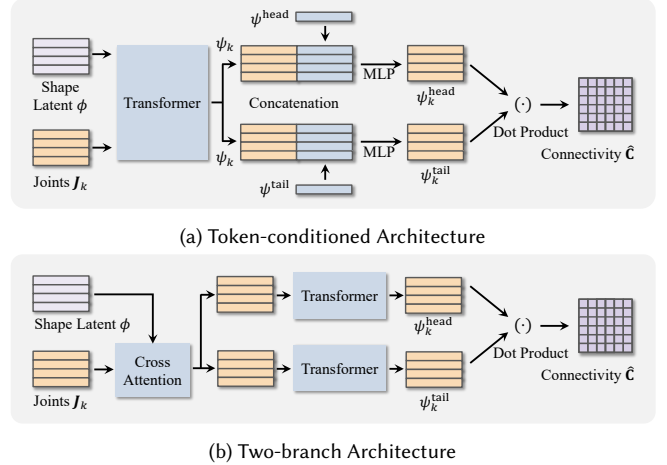 ψ^head
Shape
Latent ϕ
Transformer
ψ_k
Concatenation
MLP
ψ_k^head
(·)
Dot Product
Connectivity Ĉ
Joints J_k
ψ_k
MLP
ψ_k^tail
ψ^tail
(a) Token-conditioned Architecture
Shape Latent ϕ
Joints J_k
Cross
Attention
Transformer
ψ_k^head
Transformer
ψ_k^tail
(·)
Dot Product
Connectivity Ĉ
(b) Two-branch Architecture